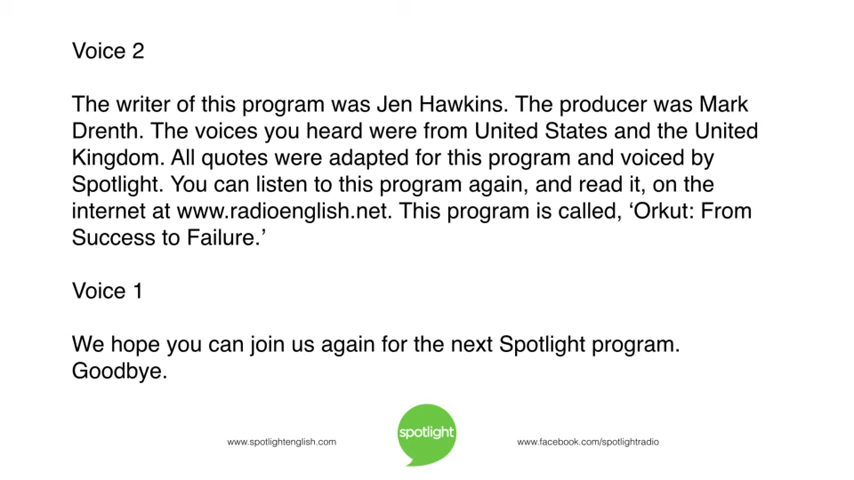 Voice 2
The writer of this program was Jen Hawkins. The producer was Mark
Drenth. The voices you heard were from United States and the United
Kingdom. All quotes were adapted for this program and voiced by
Spotlight. You can listen to this program again, and read it, on the
internet at www.radioenglish.net. This program is called, ‘Orkut: From
Success to Failure.’
Voice 1
We hope you can join us again for the next Spotlight program.
Goodbye.
www.spotlightenglish.com
spotlight
www.facebook.com/spotlightradio